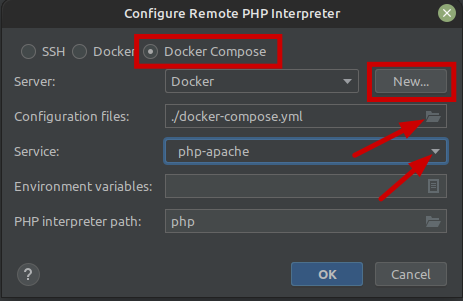 Configure Remote PHP Interpreter
SSH Docker Docker Compose
Server: Docker New...
Configuration files: ./docker-compose.yml
Service: php-apache
Environment variables:
PHP interpreter path: php
? OK Cancel